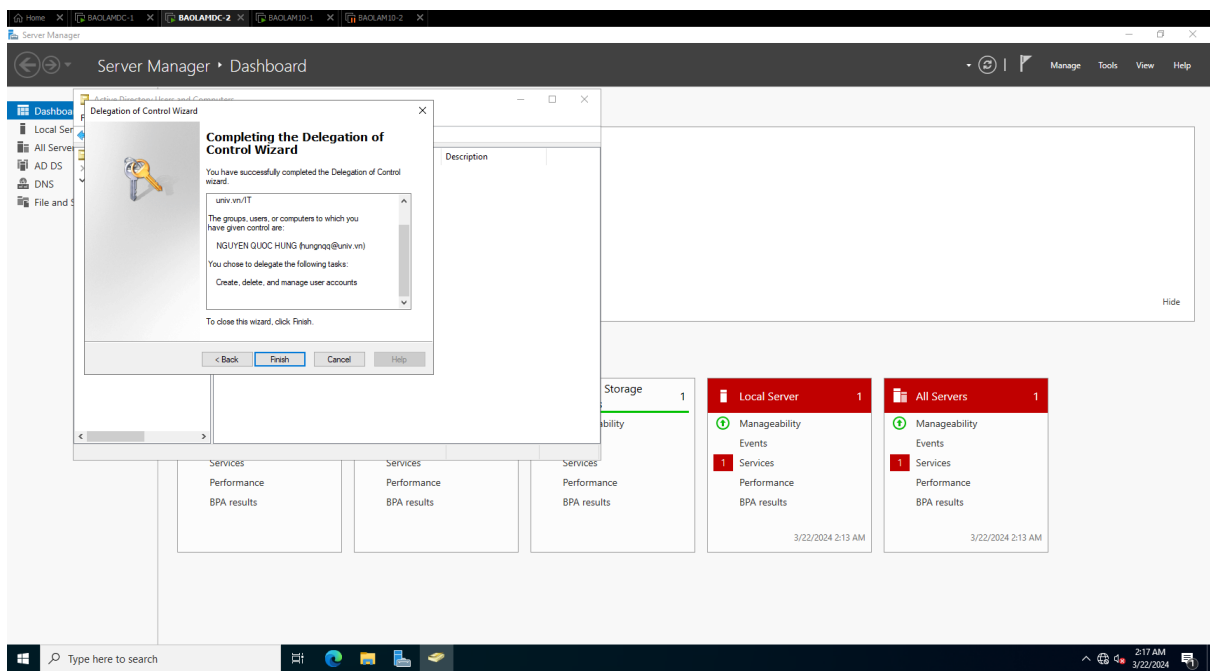 Home
BAOLAMDC-1
BAOLAMDC-2
BAOLAM10-1
BAOLAM10-2
Server Manager
Server Manager
Dashboard
Manage Tools View Help
Active Directory Users and Computers
Delegation of Control Wizard
Dashboa
Local Ser
All Serve
AD DS
DNS
File and S
Completing the Delegation of
Control Wizard
You have successfully completed the Delegation of Control
wizard.
univ.vn/IT
The groups, users, or computers to which you
have given control are:
NGUYEN QUOC HUNG (hungnqq@univ.vn)
You chose to delegate the following tasks:
Create, delete, and manage user accounts
To close this wizard, click Finish.
< Back Finish Cancel Help
Description
Hide
Services
Performance
BPA results
Services
Performance
BPA results
Storage 1
ability
Services
Performance
BPA results
Local Server 1
Manageability
Events
1 Services
Performance
BPA results
3/22/2024 2:13 AM
All Servers 1
Manageability
Events
1 Services
Performance
BPA results
3/22/2024 2:13 AM
Type here to search
2:17 AM
3/22/2024
1